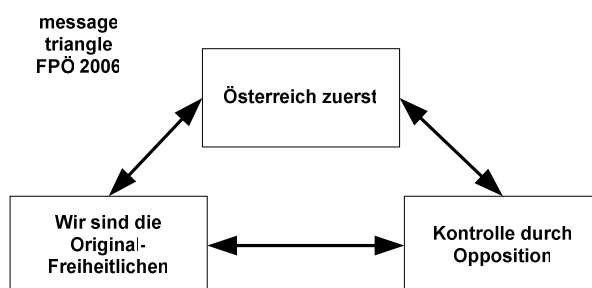 message
triangle
FPÖ 2006
Österreich zuerst
Wir sind die
Original-
Freiheitlichen
Kontrolle durch
Opposition